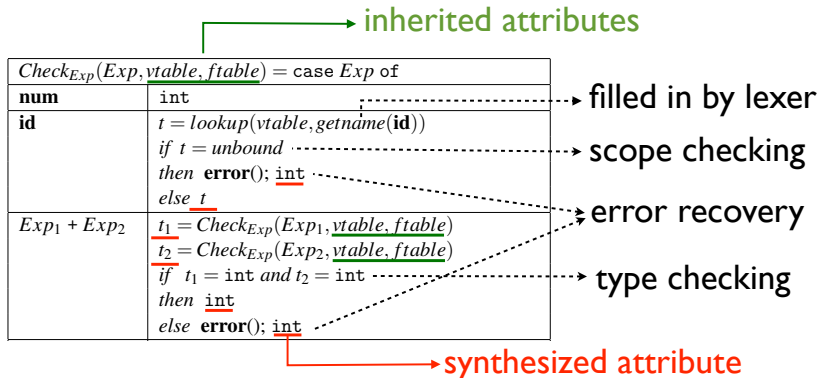 inherited attributes
Check_Exp(Exp, vtable, ftable) = case Exp of
num int
id t = lookup(vtable, getname(id))
if t = unbound
then error(); int
else t
Exp₁ + Exp₂ t₁ = Check_Exp(Exp₁, vtable, ftable)
t₂ = Check_Exp(Exp₂, vtable, ftable)
if t₁ = int and t₂ = int
then int
else error(); int
filled in by lexer
scope checking
error recovery
type checking
synthesized attribute